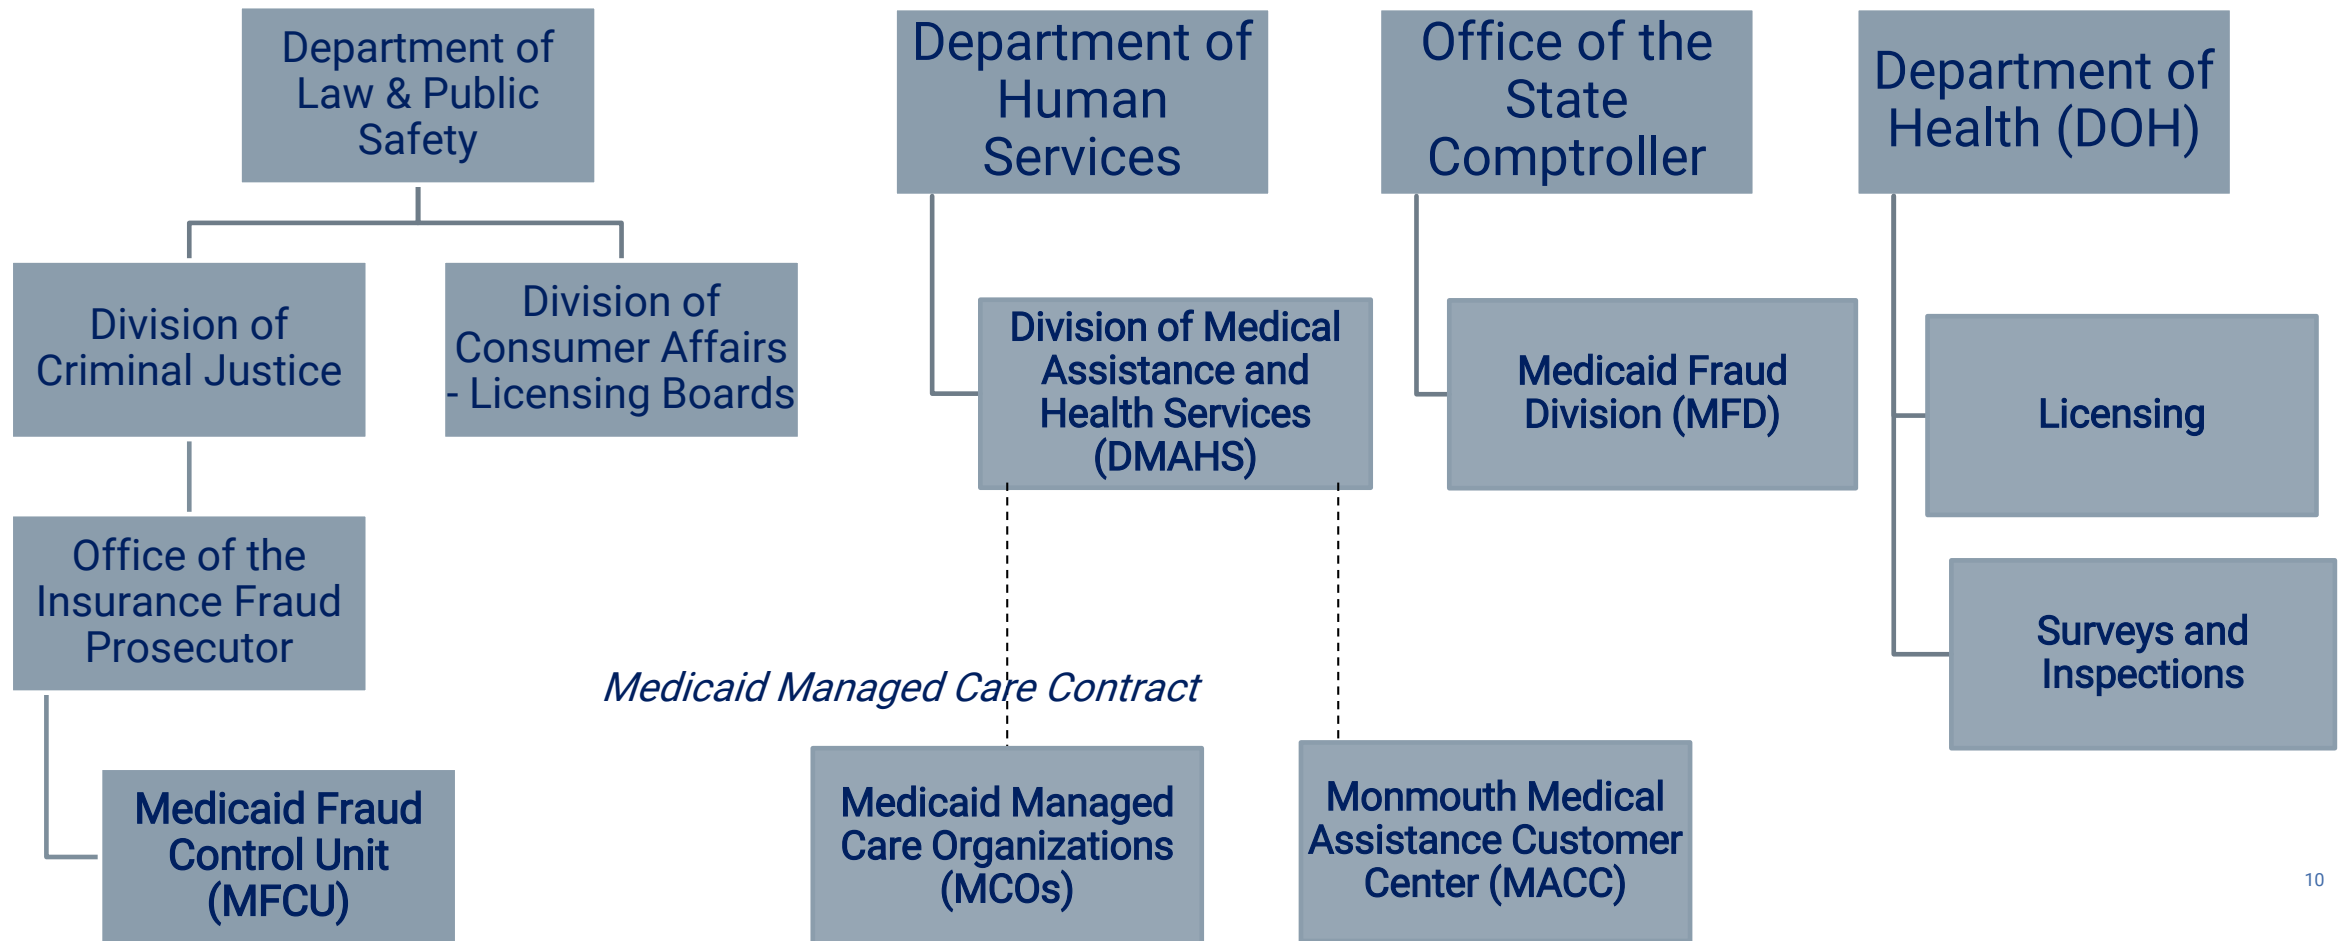 Department of
Law & Public
Safety
Department of
Human
Services
Office of the
State
Comptroller
Department of
Health (DOH)
Division of
Criminal Justice
Division of
Consumer Affairs
- Licensing Boards
Division of Medical
Assistance and
Health Services
(DMAHS)
Medicaid Fraud
Division (MFD)
Licensing
Office of the
Insurance Fraud
Prosecutor
Surveys and
Inspections
Medicaid Managed Care Contract
Medicaid Fraud
Control Unit
(MFCU)
Medicaid Managed
Care Organizations
(MCOs)
Monmouth Medical
Assistance Customer
Center (MACC)
10